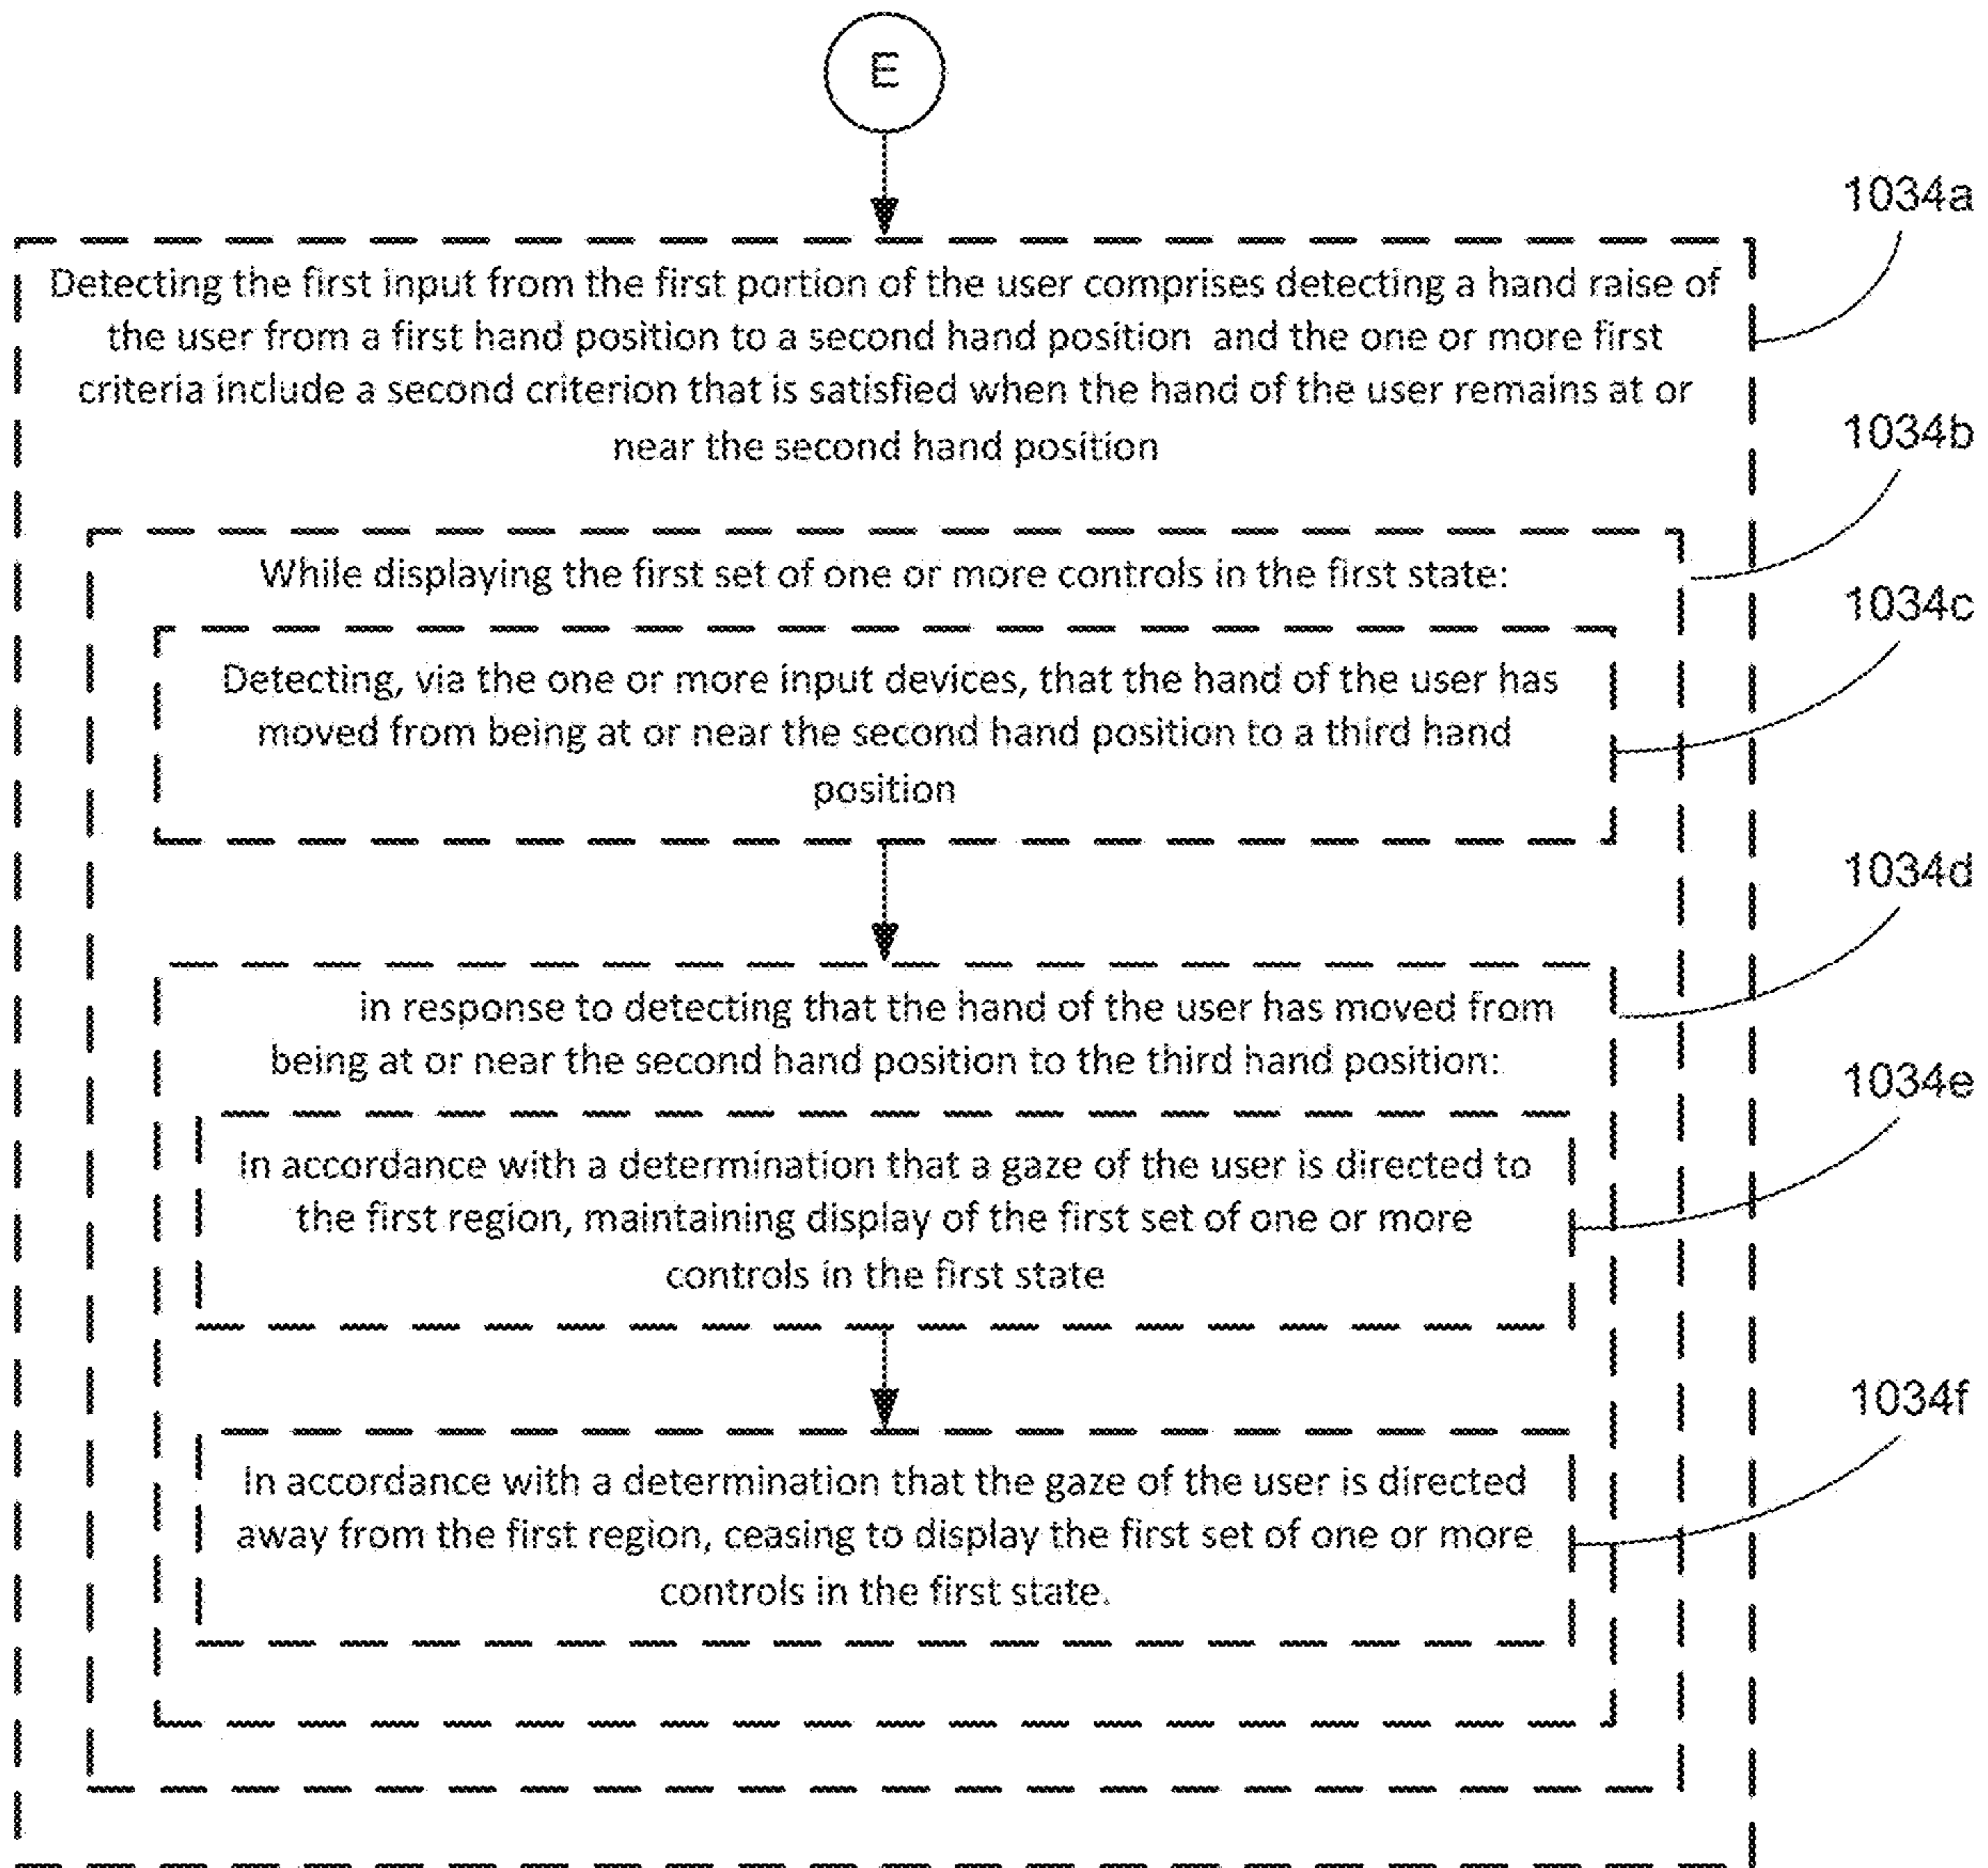 E
1034a
Detecting the first input from the first portion of the user comprises detecting a hand raise of
the user from a first hand position to a second hand position and the one or more first
criteria include a second criterion that is satisfied when the hand of the user remains at or
near the second hand position
1034b
While displaying the first set of one or more controls in the first state:
1034c
Detecting, via the one or more input devices, that the hand of the user has
moved from being at or near the second hand position to a third hand
position
1034d
in response to detecting that the hand of the user has moved from
being at or near the second hand position to the third hand position:
1034e
In accordance with a determination that a gaze of the user is directed to
the first region, maintaining display of the first set of one or more
controls in the first state
1034f
In accordance with a determination that the gaze of the user is directed
away from the first region, ceasing to display the first set of one or more
controls in the first state.